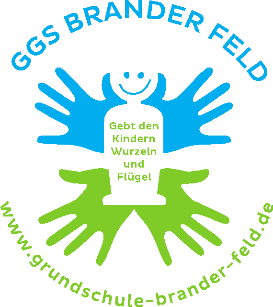 GGS BRANDER FELD
Gebt den
Kindern
Wurzeln
und
Flügel
www.grundschule-brander-feld.de